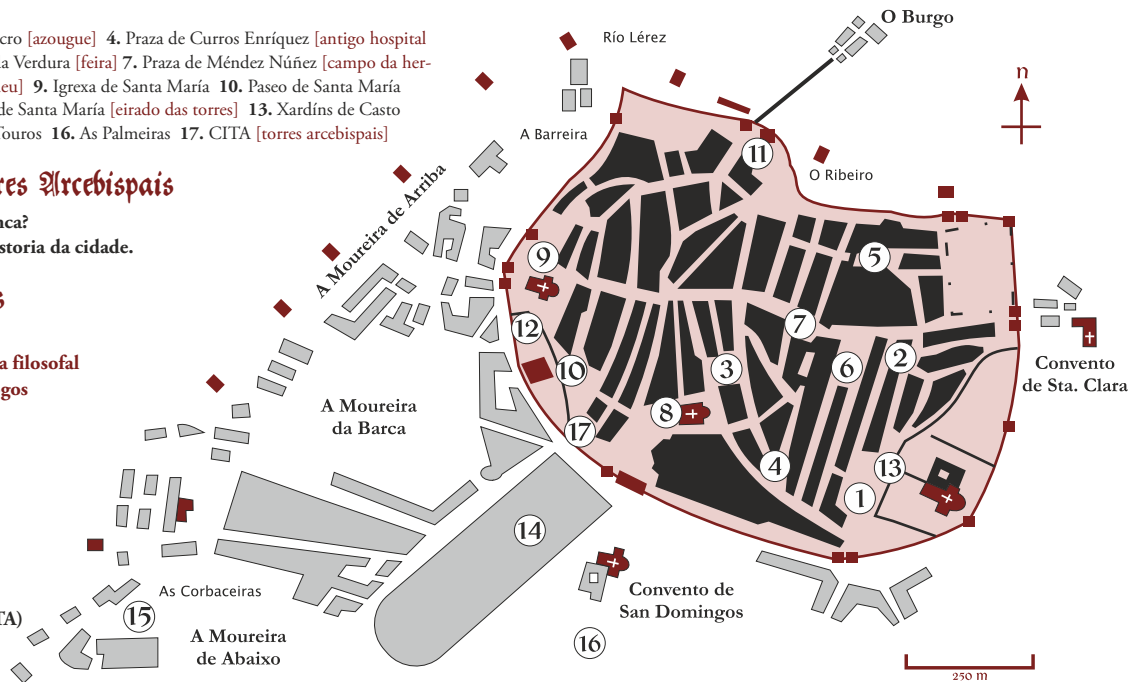 cro [azougue] 4. Praza de Curros Enríquez [antigo hospital
a Verdura [feira] 7. Praza de Méndez Núñez [campo da her-
eu] 9. Igrexa de Santa María 10. Paseo de Santa María
de Santa María [eirado das torres] 13. Xardíns de Casto
Touros 16. As Palmeiras 17. CITA [torres arcebispais]
res Arcebispais
nca?
storia da cidade.
a filosofal
gos
O Burgo
Río Lérez
n
A Barreira
11
O Ribeiro
A Moureira de Arriba
9
5
12
7
10
3
6
2
Convento
de Sta. Clara
A Moureira
da Barca
8
17
4
13
1
14
As Corbaceiras
Convento de
San Domingos
15
TA)
A Moureira
de Abaixo
16
250 m